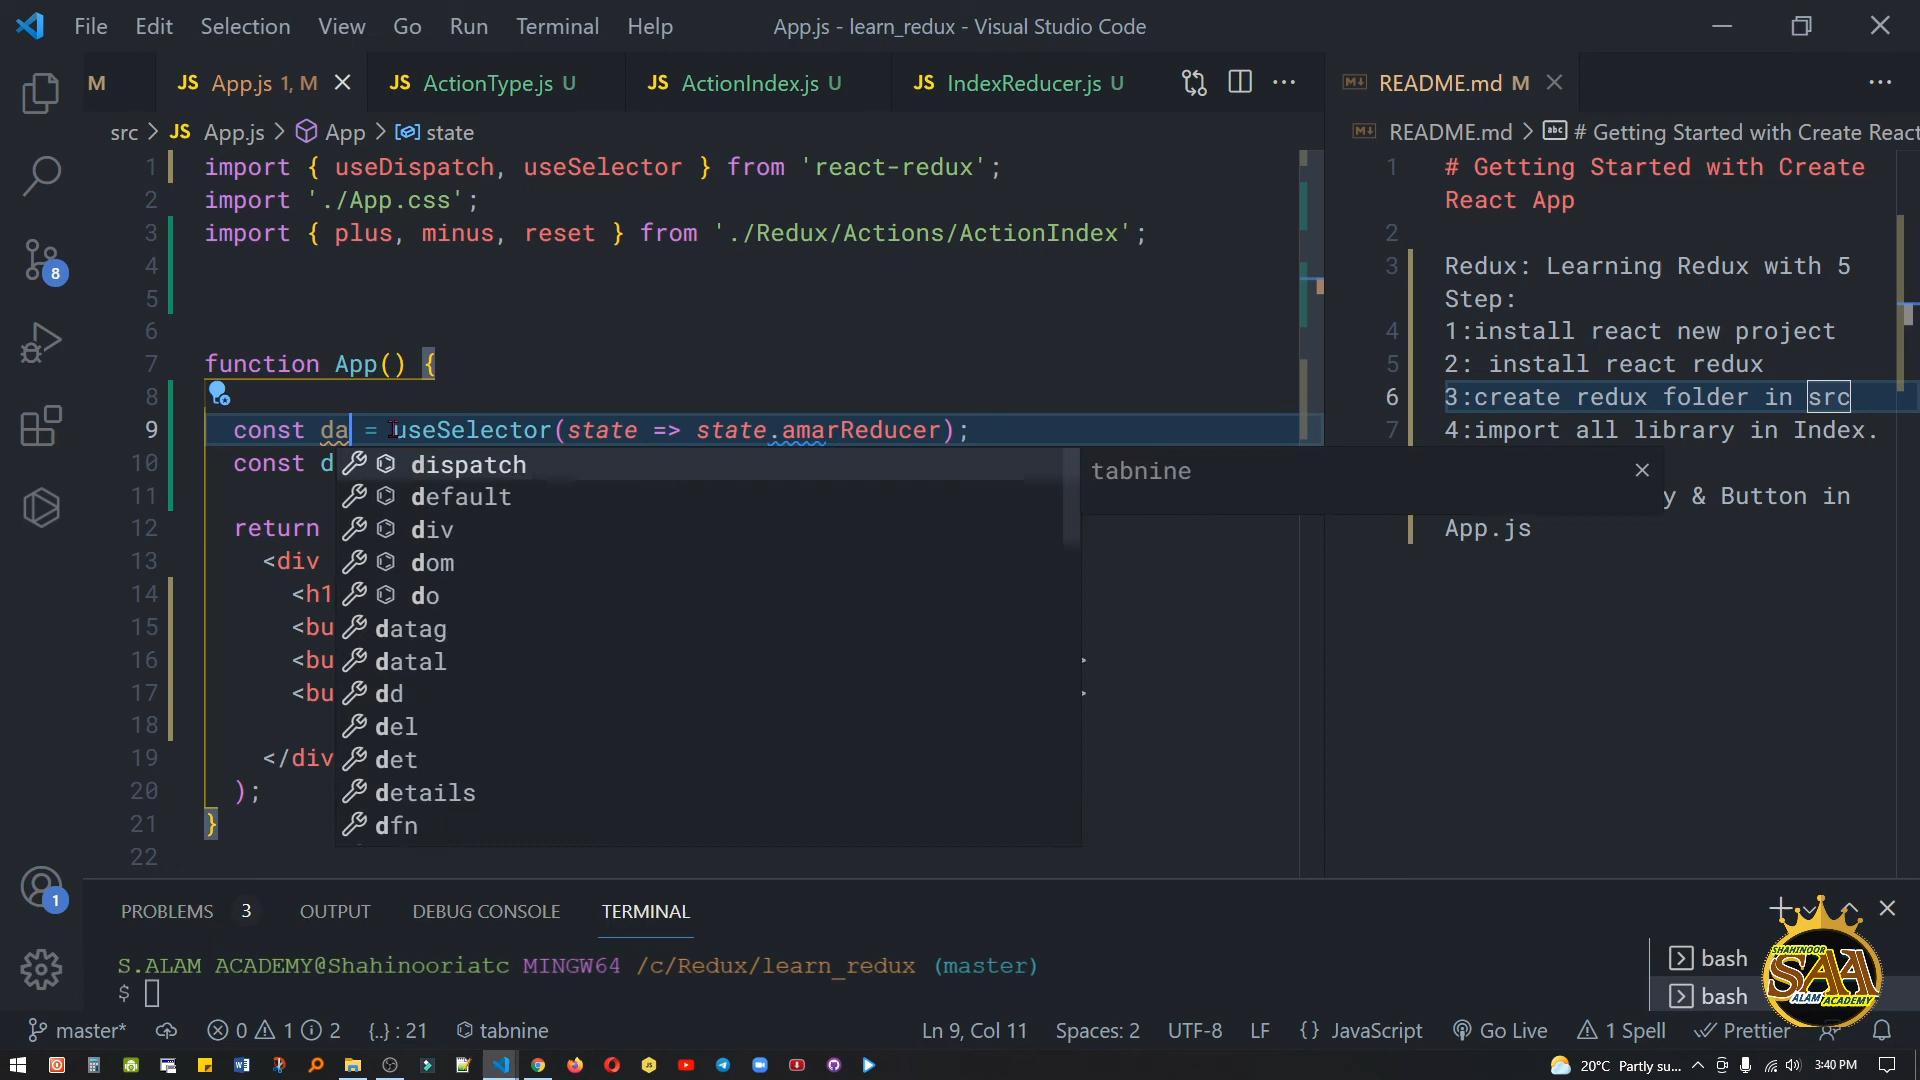 File Edit Selection View Go Run Terminal Help
App.js - learn_redux - Visual Studio Code
M JS App.js 1, M JS ActionType.js U JS ActionIndex.js U JS IndexReducer.js U
src > JS App.js > App > state
1 import { useDispatch, useSelector } from 'react-redux';
2 import './App.css';
3 import { plus, minus, reset } from './Redux/Actions/ActionIndex';
4
5
6
7 function App() {
8
9 const da = useSelector(state => state.amarReducer);
10 const d
11
12 return
13 <div
14 <h1
15 <bu
16 <bu >
17 <bu >
18
19 </div
20 );
21 }
22
dispatch
default
div
dom
do
datag
datal
dd
del
det
details
dfn
tabnine
README.md M
README.md > abc # Getting Started with Create React
1 # Getting Started with Create
React App
2
3 Redux: Learning Redux with 5
Step:
4 1:install react new project
5 2: install react redux
6 3:create redux folder in src
7 4:import all library in Index.
y & Button in
App.js
8
1
PROBLEMS 3 OUTPUT DEBUG CONSOLE TERMINAL
S.ALAM ACADEMY@Shahinooriatc MINGW64 /c/Redux/learn_redux (master)
$
bash
bash
SHAHINOOR
SAA
ALAM ACADEMY
master* 0 1 2 {..} : 21 tabnine
Ln 9, Col 11 Spaces: 2 UTF-8 LF {} JavaScript Go Live 1 Spell Prettier
20°C Partly su... 3:40 PM